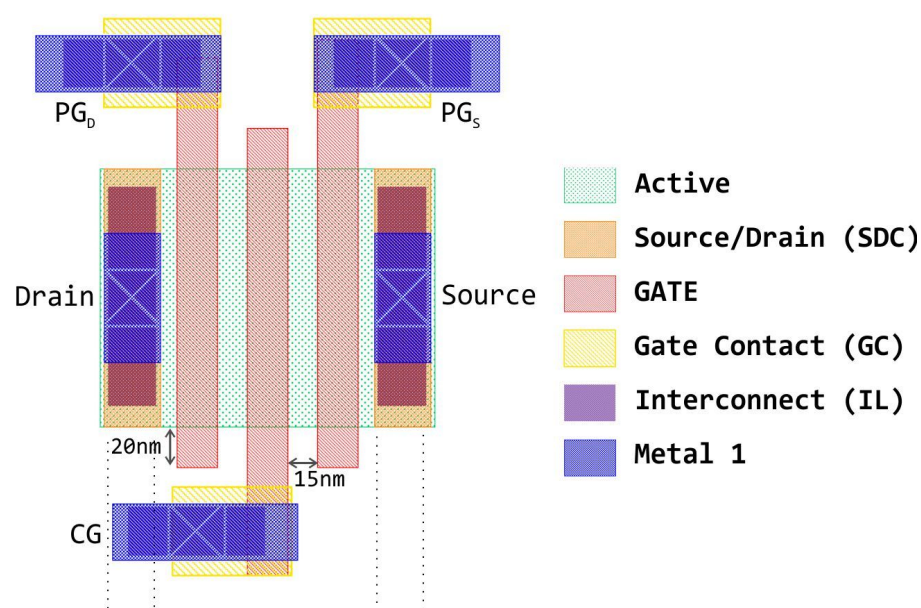 PG_D
PG_S
Drain
Source
20nm
15nm
CG
Active
Source/Drain (SDC)
GATE
Gate Contact (GC)
Interconnect (IL)
Metal 1